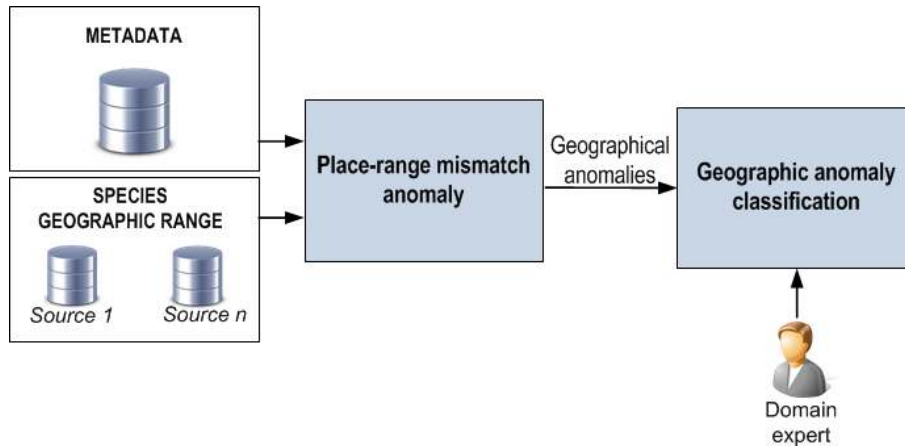 METADATA
SPECIES
GEOGRAPHIC RANGE
Source 1
Source n
Place-range mismatch
anomaly
Geographical
anomalies
Geographic anomaly
classification
Domain
expert